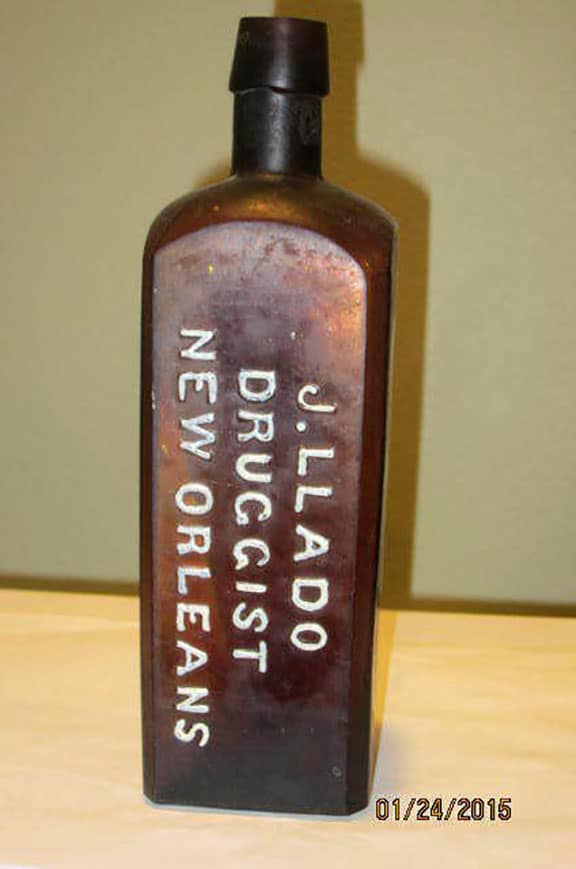 J. LLADO
DRUGGIST
NEW ORLEANS
01/24/2015